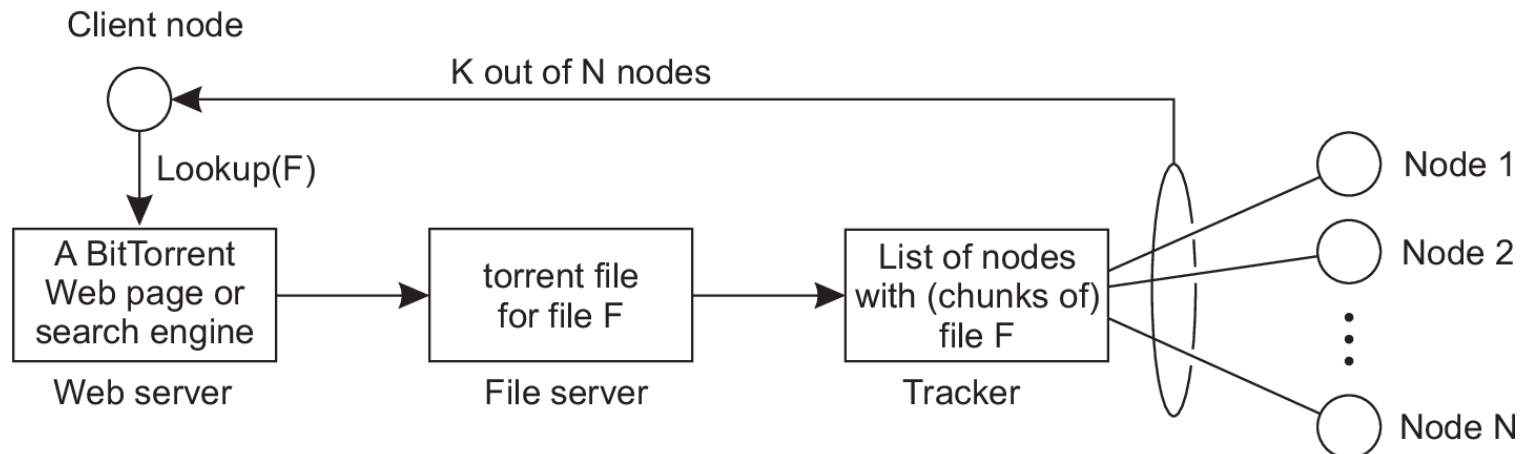 Client node
K out of N nodes
Lookup(F)
A BitTorrent
Web page or
search engine
Web server
torrent file
for file F
File server
List of nodes
with (chunks of)
file F
Tracker
Node 1
Node 2
Node N